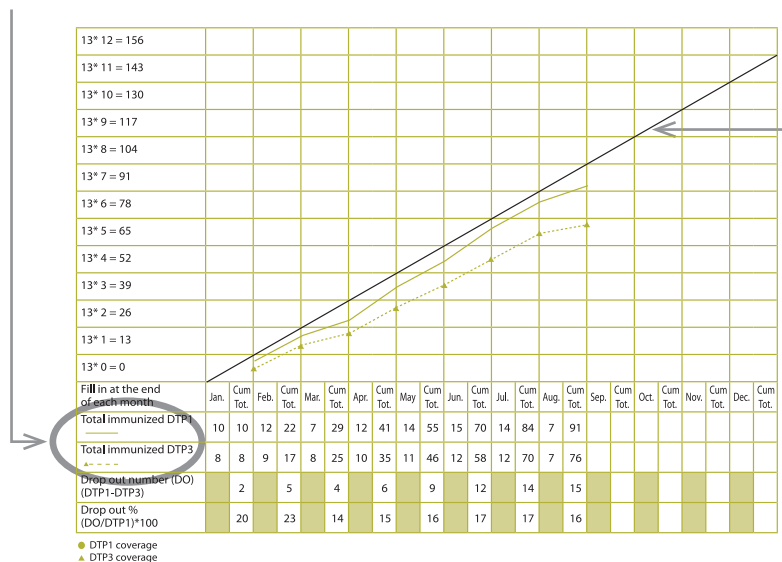 13* 12 = 156
13* 11 = 143
13* 10 = 130
13* 9 = 117
13* 8 = 104
13* 7 = 91
13* 6 = 78
13* 5 = 65
13* 4 = 52
13* 3 = 39
13* 2 = 26
13* 1 = 13
13* 0 = 0
Fill in at the end
of each month
Jan. Cum Tot. Feb. Cum Tot. Mar. Cum Tot. Apr. Cum Tot. May Cum Tot. Jun. Cum Tot. Jul. Cum Tot. Aug. Cum Tot. Sep. Cum Tot. Oct. Cum Tot. Nov. Cum Tot. Dec. Cum Tot.
Total immunized DTP1 10 10 12 22 7 29 12 41 14 55 15 70 14 84 7 91
Total immunized DTP3 8 8 9 17 8 25 10 35 11 46 12 58 12 70 7 76
Drop out number (DO)
(DTP1-DTP3) 2 5 4 6 9 12 14 15
Drop out %
(DO/DTP1)*100 20 23 14 15 16 17 17 16
DTP1 coverage
DTP3 coverage